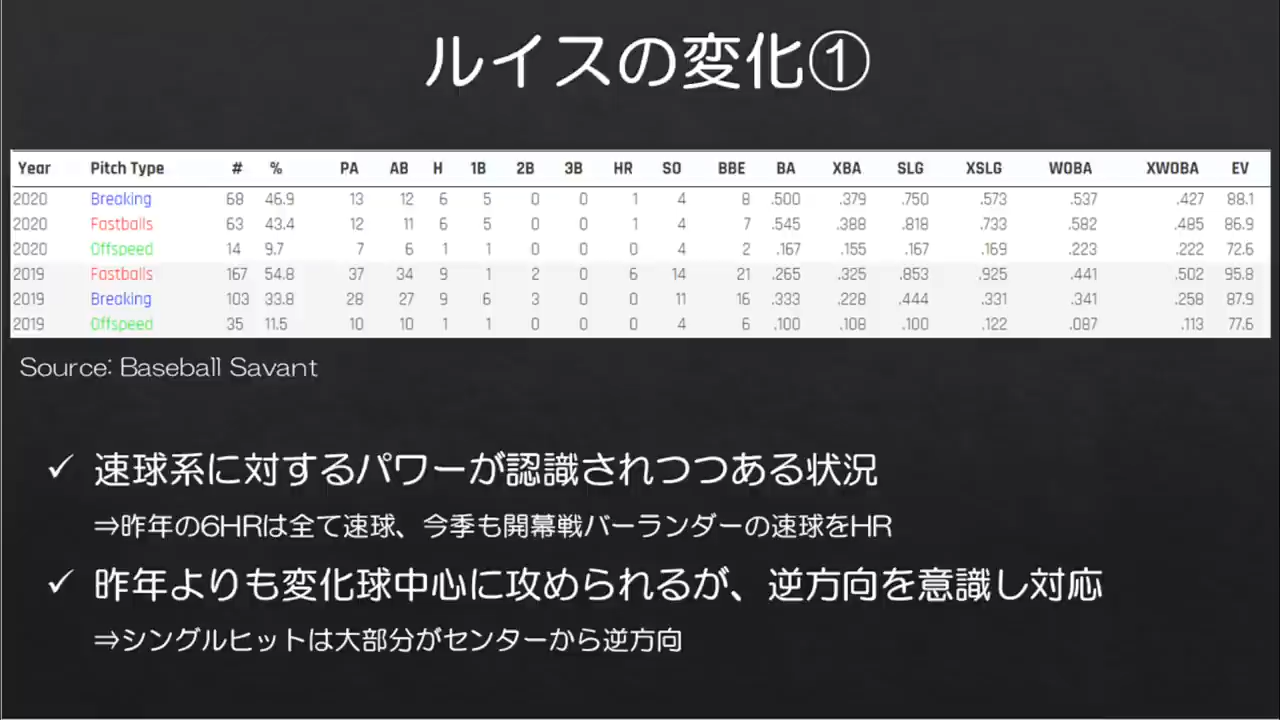 ルイスの変化①
Year Pitch Type # % PA AB H 1B 2B 3B HR SO BBE BA XBA SLG XSLG WOBA XWOBA EV
2020 Breaking 68 46.9 13 12 6 5 0 0 1 4 8 .500 .379 .750 .573 .537 .427 88.1
2020 Fastballs 63 43.4 12 11 6 5 0 0 1 4 7 .545 .388 .818 .733 .582 .485 86.9
2020 Offspeed 14 9.7 7 6 1 1 0 0 0 4 2 .167 .155 .167 .169 .223 .222 72.6
2019 Fastballs 167 54.8 37 34 9 1 2 0 6 14 21 .265 .325 .853 .925 .441 .502 95.8
2019 Breaking 103 33.8 28 27 9 6 3 0 0 11 16 .333 .228 .444 .331 .341 .258 87.9
2019 Offspeed 35 11.5 10 10 1 1 0 0 0 4 6 .100 .108 .100 .122 .087 .113 77.6
Source: Baseball Savant
✓ 速球系に対するパワーが認識されつつある状況
⇒昨年の6HRは全て速球、今季も開幕戦バーランダーの速球をHR
✓ 昨年よりも変化球中心に攻められるが、逆方向を意識し対応
⇒シングルヒットは大部分がセンターから逆方向